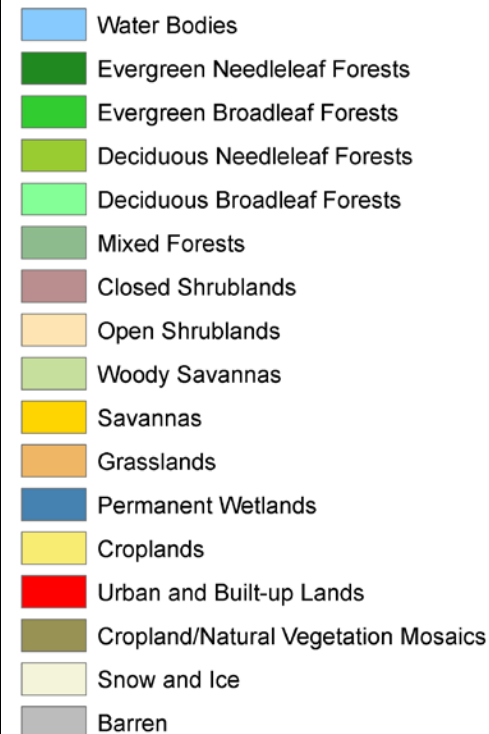 Water Bodies
Evergreen Needleleaf Forests
Evergreen Broadleaf Forests
Deciduous Needleleaf Forests
Deciduous Broadleaf Forests
Mixed Forests
Closed Shrublands
Open Shrublands
Woody Savannas
Savannas
Grasslands
Permanent Wetlands
Croplands
Urban and Built-up Lands
Cropland/Natural Vegetation Mosaics
Snow and Ice
Barren